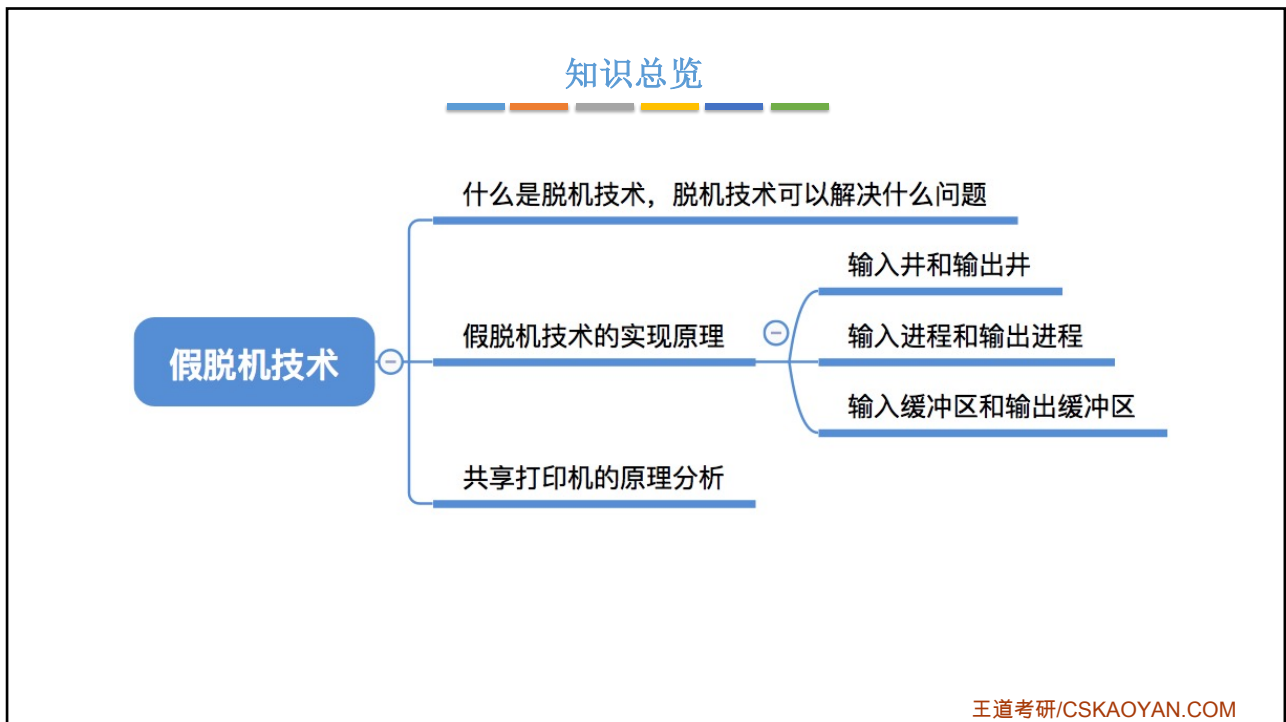 知识总览
什么是脱机技术，脱机技术可以解决什么问题
输入井和输出井
假脱机技术的实现原理
输入进程和输出进程
假脱机技术
输入缓冲区和输出缓冲区
共享打印机的原理分析
王道考研/CSKAOYAN.COM